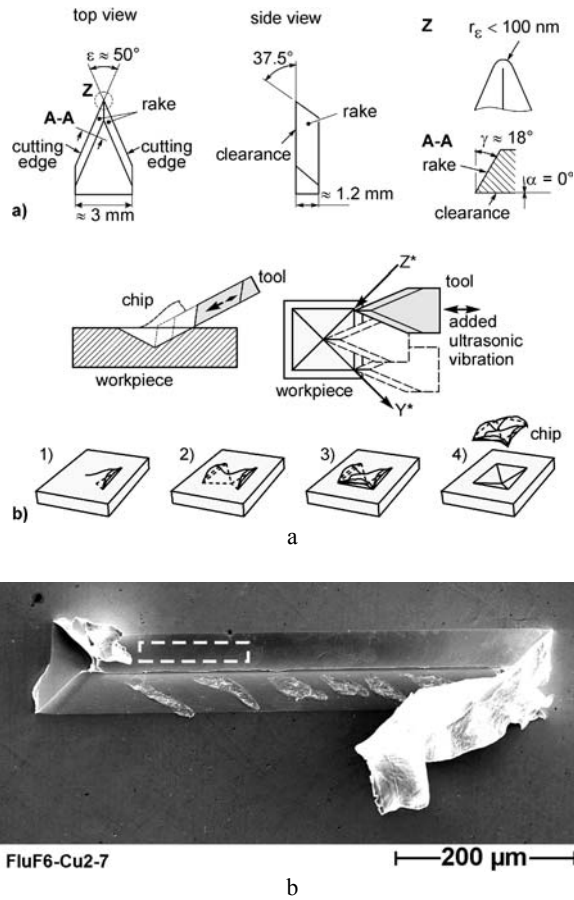 top view
side view
Z
rε < 100 nm
ε ≈ 50°
37.5°
Z
rake
A-A
rake
A-A
γ ≈ 18°
cutting
edge
cutting
edge
rake
α = 0°
clearance
clearance
a)
≈ 3 mm
≈ 1.2 mm
Z*
tool
tool
chip
added
ultrasonic
vibration
workpiece
workpiece
Y*
chip
1)
2)
3)
4)
b)
a
FluF6-Cu2-7
200 µm
b